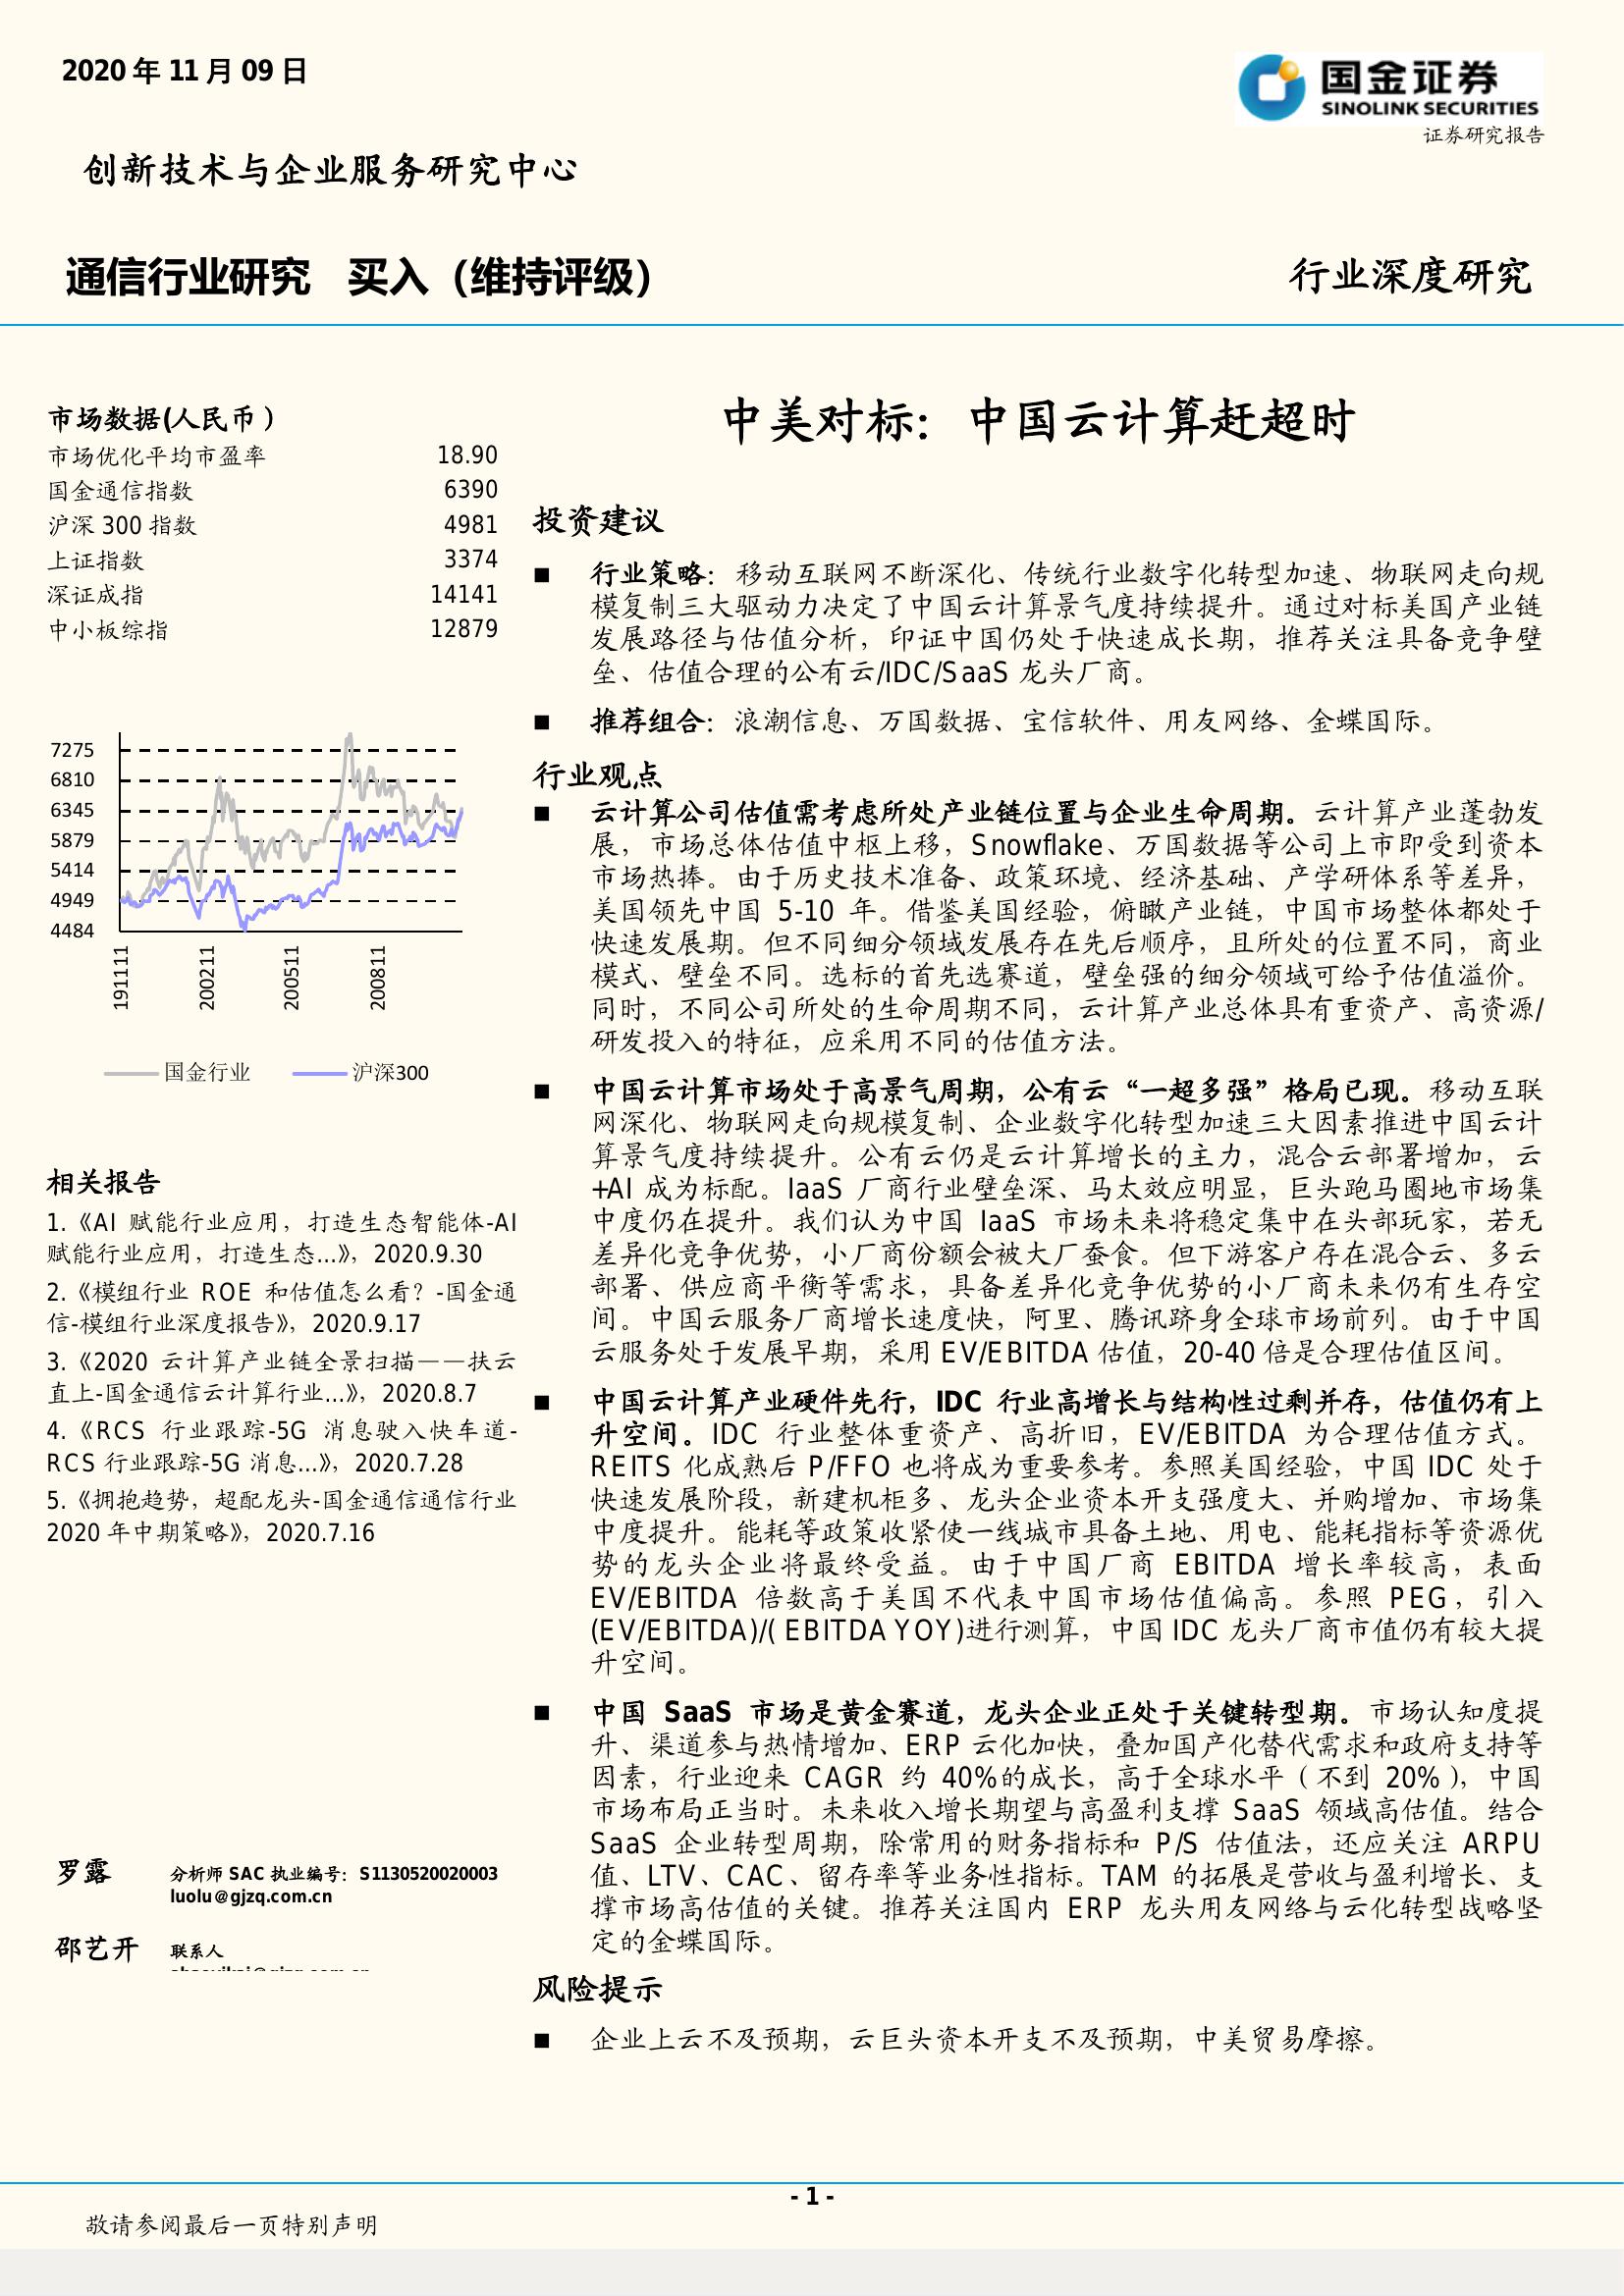 2020 年 11 月 09 日
国金证券
SINOLINK SECURITIES
证券研究报告
创新技术与企业服务研究中心
通信行业研究 买入（维持评级）
行业深度研究
市场数据(人民币）
市场优化平均市盈率 18.90
国金通信指数 6390
沪深 300 指数 4981
上证指数 3374
深证成指 14141
中小板综指 12879
7275
6810
6345
5879
5414
4949
4484
191111
200211
200511
200811
国金行业
沪深300
相关报告
1.《AI 赋能行业应用，打造生态智能体-AI
赋能行业应用，打造生态...》，2020.9.30
2.《模组行业 ROE 和估值怎么看？-国金通
信-模组行业深度报告》，2020.9.17
3.《2020 云计算产业链全景扫描——扶云
直上-国金通信云计算行业...》，2020.8.7
4.《RCS 行业跟踪-5G 消息驶入快车道-
RCS 行业跟踪-5G 消息...》，2020.7.28
5.《拥抱趋势，超配龙头-国金通信通信行业
2020 年中期策略》，2020.7.16
罗露 分析师 SAC 执业编号：S1130520020003
luolu@gjzq.com.cn
邵艺开 联系人
中美对标：中国云计算赶超时
投资建议
■ 行业策略：移动互联网不断深化、传统行业数字化转型加速、物联网走向规
模复制三大驱动力决定了中国云计算景气度持续提升。通过对标美国产业链
发展路径与估值分析，印证中国仍处于快速成长期，推荐关注具备竞争壁
垒、估值合理的公有云/IDC/SaaS 龙头厂商。
■ 推荐组合：浪潮信息、万国数据、宝信软件、用友网络、金蝶国际。
行业观点
■ 云计算公司估值需考虑所处产业链位置与企业生命周期。云计算产业蓬勃发
展，市场总体估值中枢上移，Snowflake、万国数据等公司上市即受到资本
市场热捧。由于历史技术准备、政策环境、经济基础、产学研体系等差异，
美国领先中国 5-10 年。借鉴美国经验，俯瞰产业链，中国市场整体都处于
快速发展期。但不同细分领域发展存在先后顺序，且所处的位置不同，商业
模式、壁垒不同。选标的首先选赛道，壁垒强的细分领域可给予估值溢价。
同时，不同公司所处的生命周期不同，云计算产业总体具有重资产、高资源/
研发投入的特征，应采用不同的估值方法。
■ 中国云计算市场处于高景气周期，公有云“一超多强”格局已现。移动互联
网深化、物联网走向规模复制、企业数字化转型加速三大因素推进中国云计
算景气度持续提升。公有云仍是云计算增长的主力，混合云部署增加，云
+AI 成为标配。IaaS 厂商行业壁垒深、马太效应明显，巨头跑马圈地市场集
中度仍在提升。我们认为中国 IaaS 市场未来将稳定集中在头部玩家，若无
差异化竞争优势，小厂商份额会被大厂蚕食。但下游客户存在混合云、多云
部署、供应商平衡等需求，具备差异化竞争优势的小厂商未来仍有生存空
间。中国云服务厂商增长速度快，阿里、腾讯跻身全球市场前列。由于中国
云服务处于发展早期，采用 EV/EBITDA 估值，20-40 倍是合理估值区间。
■ 中国云计算产业硬件先行，IDC 行业高增长与结构性过剩并存，估值仍有上
升空间。IDC 行业整体重资产、高折旧，EV/EBITDA 为合理估值方式。
REITS 化成熟后 P/FFO 也将成为重要参考。参照美国经验，中国 IDC 处于
快速发展阶段，新建机柜多、龙头企业资本开支强度大、并购增加、市场集
中度提升。能耗等政策收紧使一线城市具备土地、用电、能耗指标等资源优
势的龙头企业将最终受益。由于中国厂商 EBITDA 增长率较高，表面
EV/EBITDA 倍数高于美国不代表中国市场估值偏高。参照 PEG，引入
(EV/EBITDA)/( EBITDA YOY)进行测算，中国 IDC 龙头厂商市值仍有较大提
升空间。
■ 中国 SaaS 市场是黄金赛道，龙头企业正处于关键转型期。市场认知度提
升、渠道参与热情增加、ERP 云化加快，叠加国产化替代需求和政府支持等
因素，行业迎来 CAGR 约 40%的成长，高于全球水平（不到 20%），中国
市场布局正当时。未来收入增长期望与高盈利支撑 SaaS 领域高估值。结合
SaaS 企业转型周期，除常用的财务指标和 P/S 估值法，还应关注 ARPU
值、LTV、CAC、留存率等业务性指标。TAM 的拓展是营收与盈利增长、支
撑市场高估值的关键。推荐关注国内 ERP 龙头用友网络与云化转型战略坚
定的金蝶国际。
风险提示
■ 企业上云不及预期，云巨头资本开支不及预期，中美贸易摩擦。
- 1 -
敬请参阅最后一页特别声明